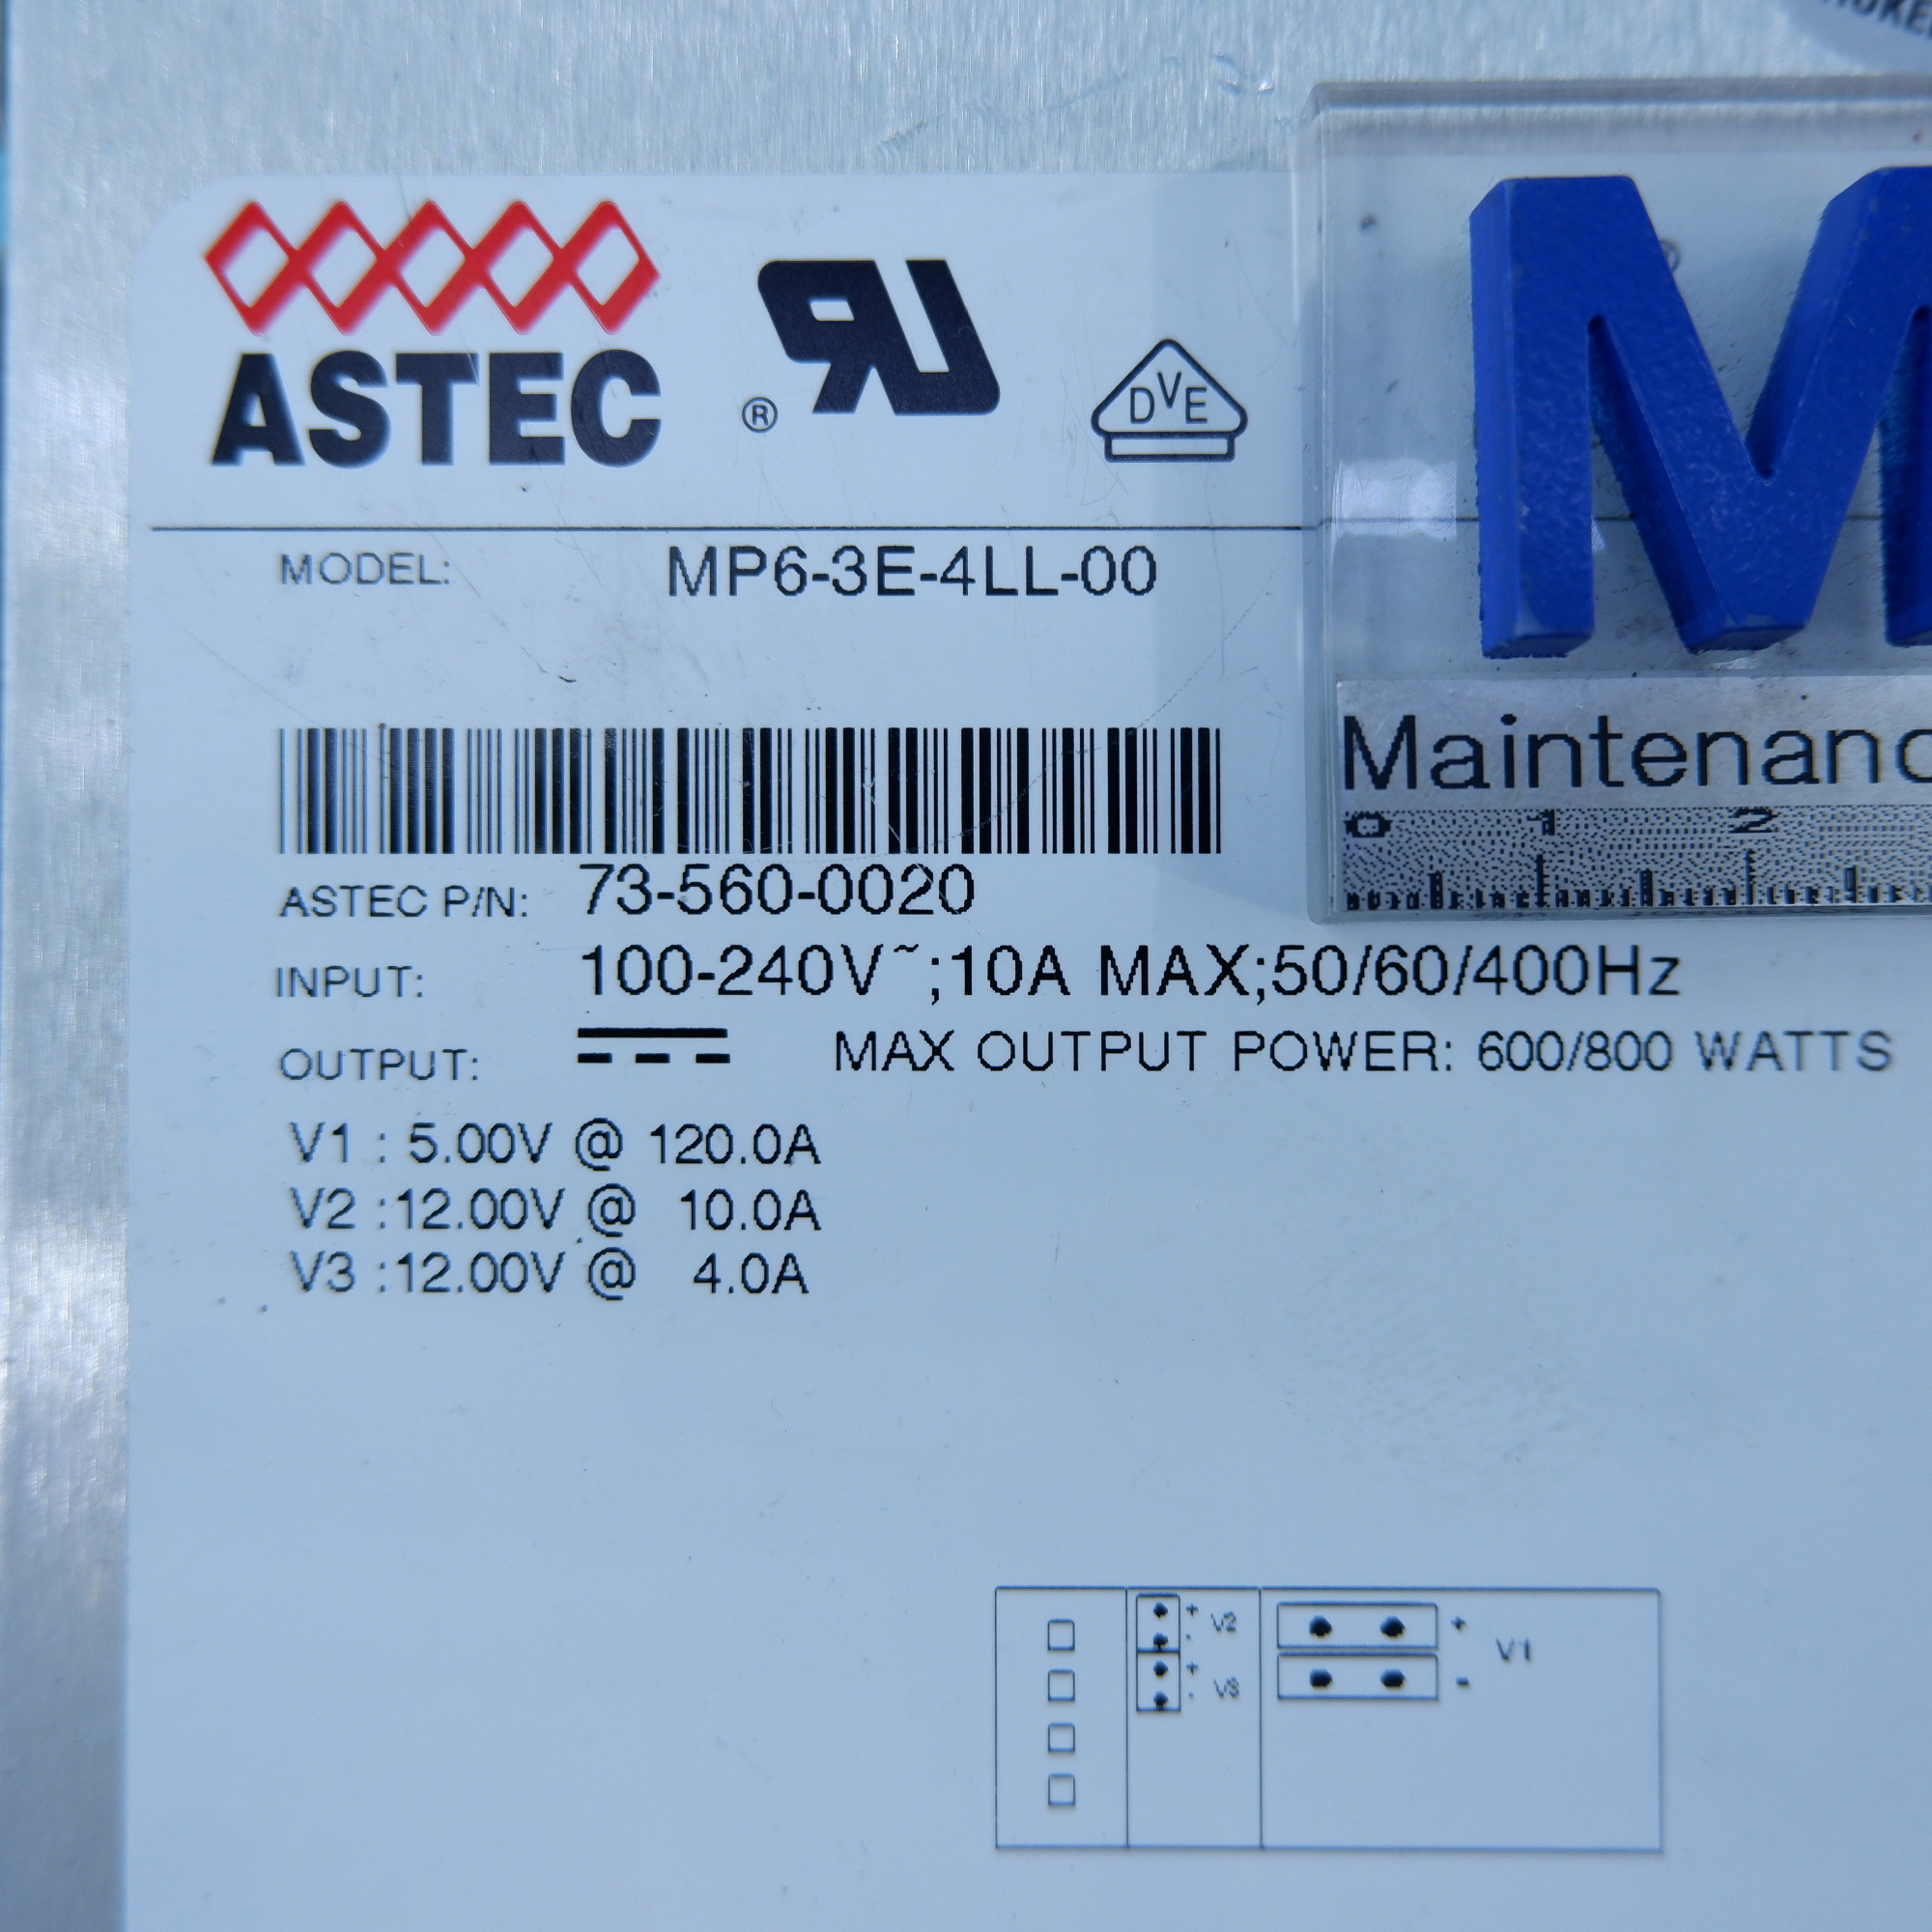 ASTEC
®
DVE
MODEL: MP6-3E-4LL-00
ASTEC P/N: 73-560-0020
INPUT: 100-240V~;10A MAX;50/60/400Hz
OUTPUT: MAX OUTPUT POWER: 600/800 WATTS
V1 : 5.00V @ 120.0A
V2 :12.00V @ 10.0A
V3 :12.00V @ 4.0A
+ V2
-
+ V3
-
+ V1
-
M
Maintenanc
0 1 2